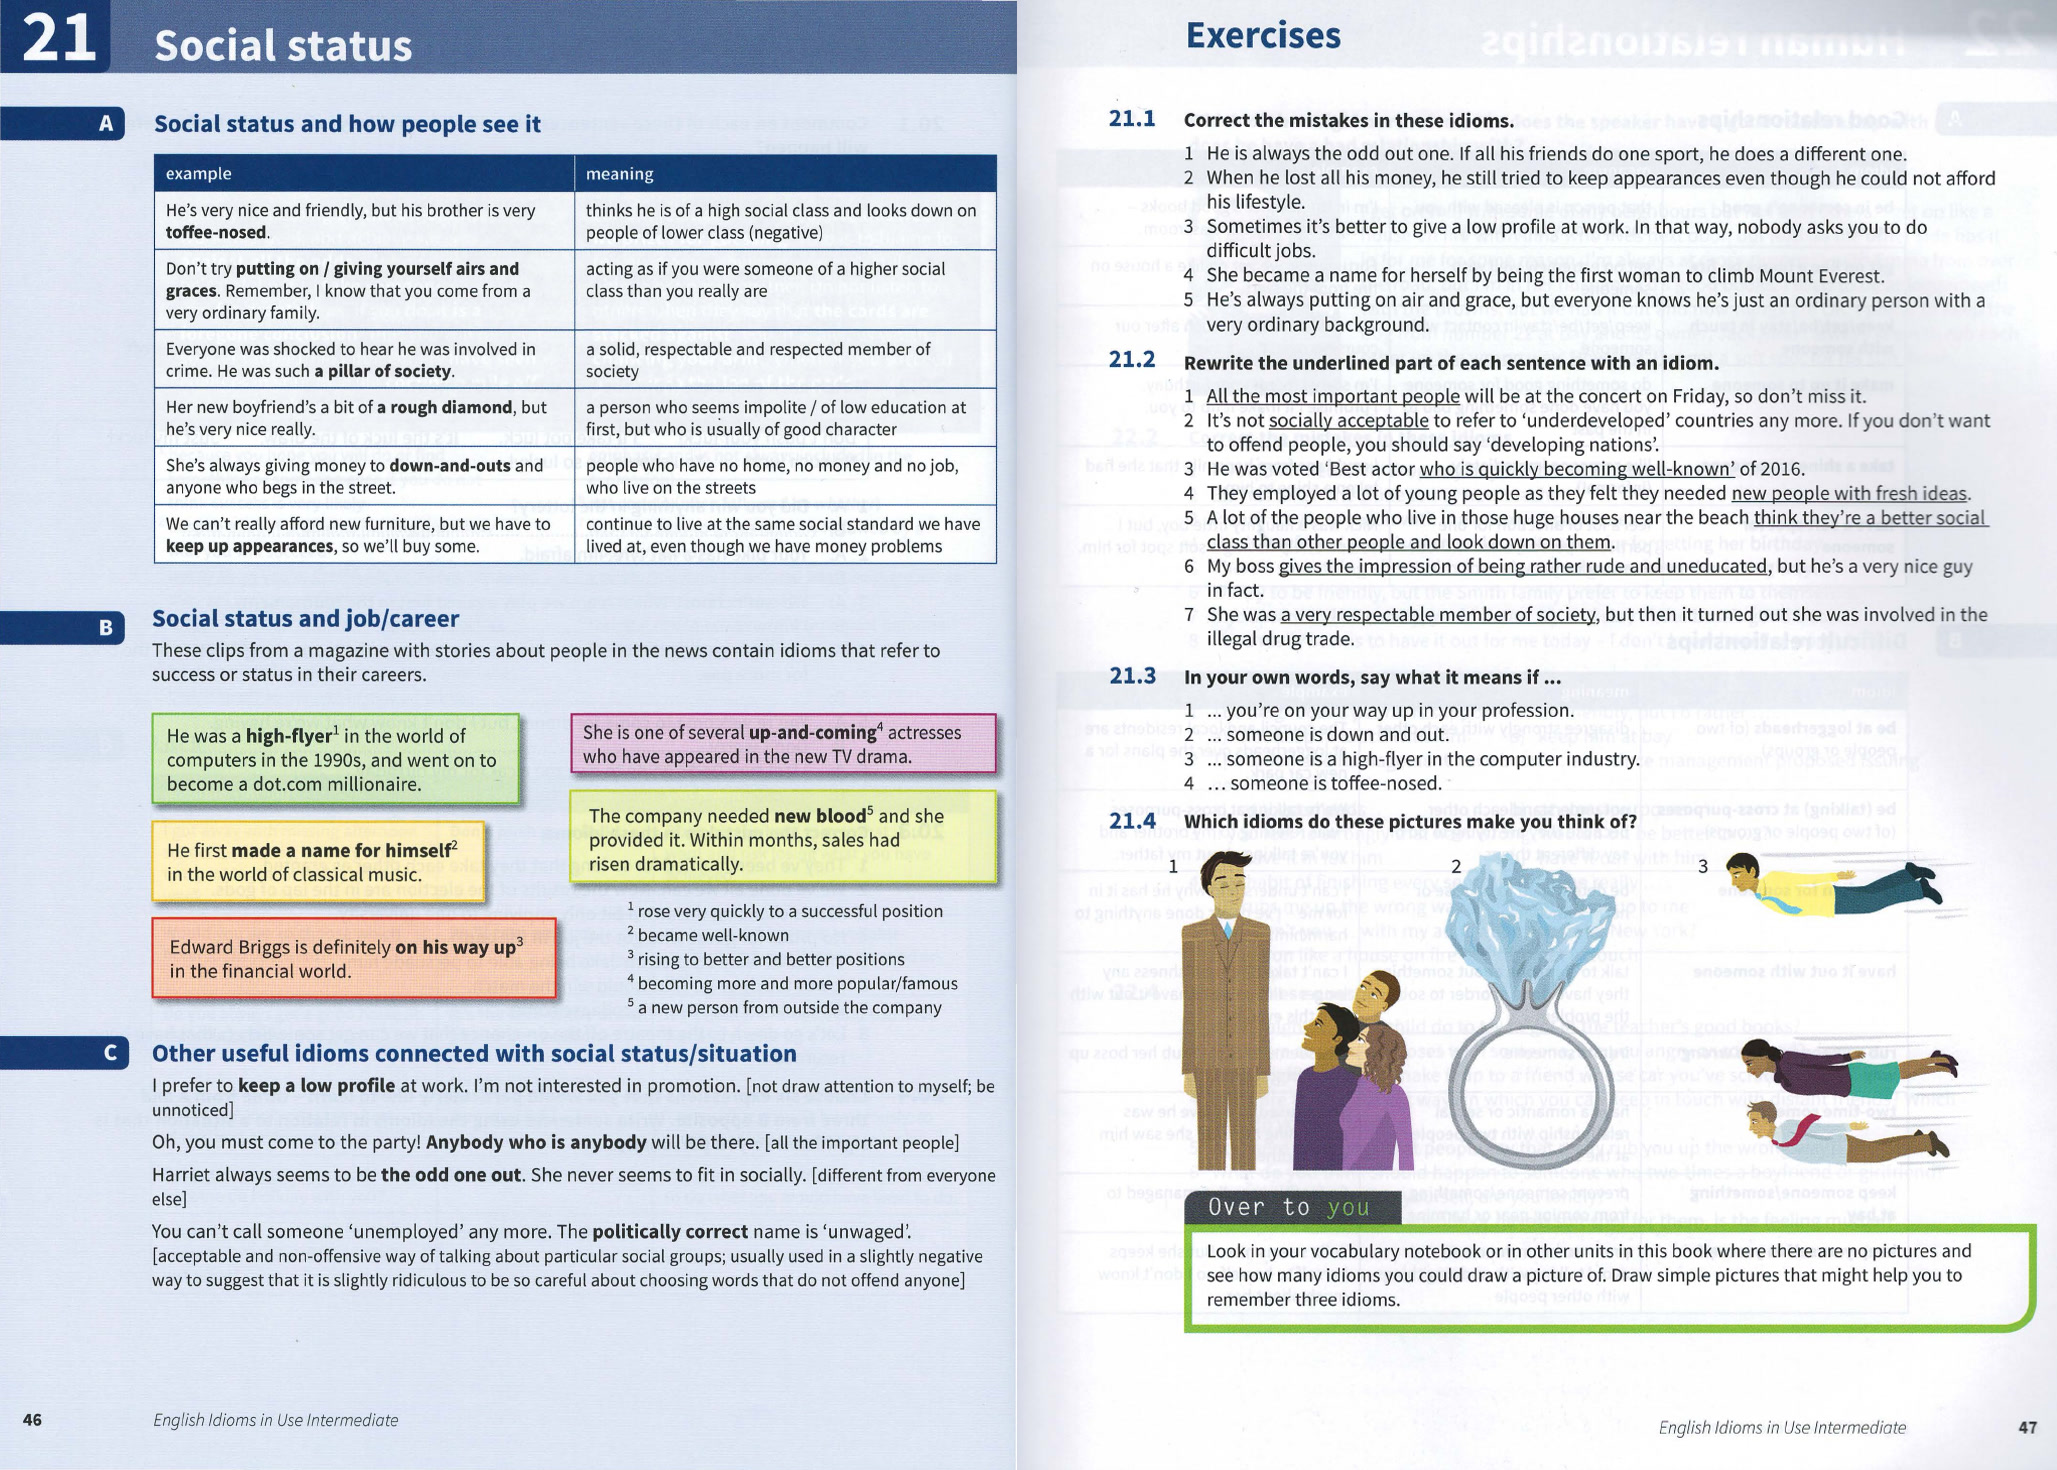 21
Social status
A
Social status and how people see it
example
meaning
He's very nice and friendly, but his brother is very
toffee-nosed.
thinks he is of a high social class and looks down on
people of lower class (negative)
Don't try putting on / giving yourself airs and
graces. Remember, I know that you come from a
very ordinary family.
acting as if you were someone of a higher social
class than you really are
Everyone was shocked to hear he was involved in
crime. He was such a pillar of society.
a solid, respectable and respected member of
society
Her new boyfriend's a bit of a rough diamond, but
he's very nice really.
a person who seems impolite / of low education at
first, but who is usually of good character
She's always giving money to down-and-outs and
anyone who begs in the street.
people who have no home, no money and no job,
who live on the streets
We can't really afford new furniture, but we have to
keep up appearances, so we'll buy some.
continue to live at the same social standard we have
lived at, even though we have money problems
B
Social status and job/career
These clips from a magazine with stories about people in the news contain idioms that refer to
success or status in their careers.
He was a high-flyer1 in the world of
computers in the 1990s, and went on to
become a dot.com millionaire.
He first made a name for himself2
in the world of classical music.
Edward Briggs is definitely on his way up3
in the financial world.
She is one of several up-and-coming4 actresses
who have appeared in the new TV drama.
The company needed new blood5 and she
provided it. Within months, sales had
risen dramatically.
1 rose very quickly to a successful position
2 became well-known
3 rising to better and better positions
4 becoming more and more popular/famous
5 a new person from outside the company
C
Other useful idioms connected with social status/situation
I prefer to keep a low profile at work. I'm not interested in promotion. [not draw attention to myself; be
unnoticed]
Oh, you must come to the party! Anybody who is anybody will be there. [all the important people]
Harriet always seems to be the odd one out. She never seems to fit in socially. [different from everyone
else]
You can't call someone 'unemployed' any more. The politically correct name is 'unwaged'.
[acceptable and non-offensive way of talking about particular social groups; usually used in a slightly negative
way to suggest that it is slightly ridiculous to be so careful about choosing words that do not offend anyone]
46
English Idioms in Use Intermediate
Exercises
21.1 Correct the mistakes in these idioms.
1 He is always the odd out one. If all his friends do one sport, he does a different one.
2 When he lost all his money, he still tried to keep appearances even though he could not afford
his lifestyle.
3 Sometimes it's better to give a low profile at work. In that way, nobody asks you to do
difficult jobs.
4 She became a name for herself by being the first woman to climb Mount Everest.
5 He's always putting on air and grace, but everyone knows he's just an ordinary person with a
very ordinary background.
21.2 Rewrite the underlined part of each sentence with an idiom.
1 All the most important people will be at the concert on Friday, so don't miss it.
2 It's not socially acceptable to refer to 'underdeveloped' countries any more. If you don't want
to offend people, you should say 'developing nations'.
3 He was voted 'Best actor who is quickly becoming well-known' of 2016.
4 They employed a lot of young people as they felt they needed new people with fresh ideas.
5 A lot of the people who live in those huge houses near the beach think they're a better social
class than other people and look down on them.
6 My boss gives the impression of being rather rude and uneducated, but he's a very nice guy
in fact.
7 She was a very respectable member of society, but then it turned out she was involved in the
illegal drug trade.
21.3 In your own words, say what it means if ...
1 ... you're on your way up in your profession.
2 ... someone is down and out.
3 ... someone is a high-flyer in the computer industry.
4 ... someone is toffee-nosed.
21.4 Which idioms do these pictures make you think of?
1
2
3
Over to you
Look in your vocabulary notebook or in other units in this book where there are no pictures and
see how many idioms you could draw a picture of. Draw simple pictures that might help you to
remember three idioms.
English Idioms in Use Intermediate
47